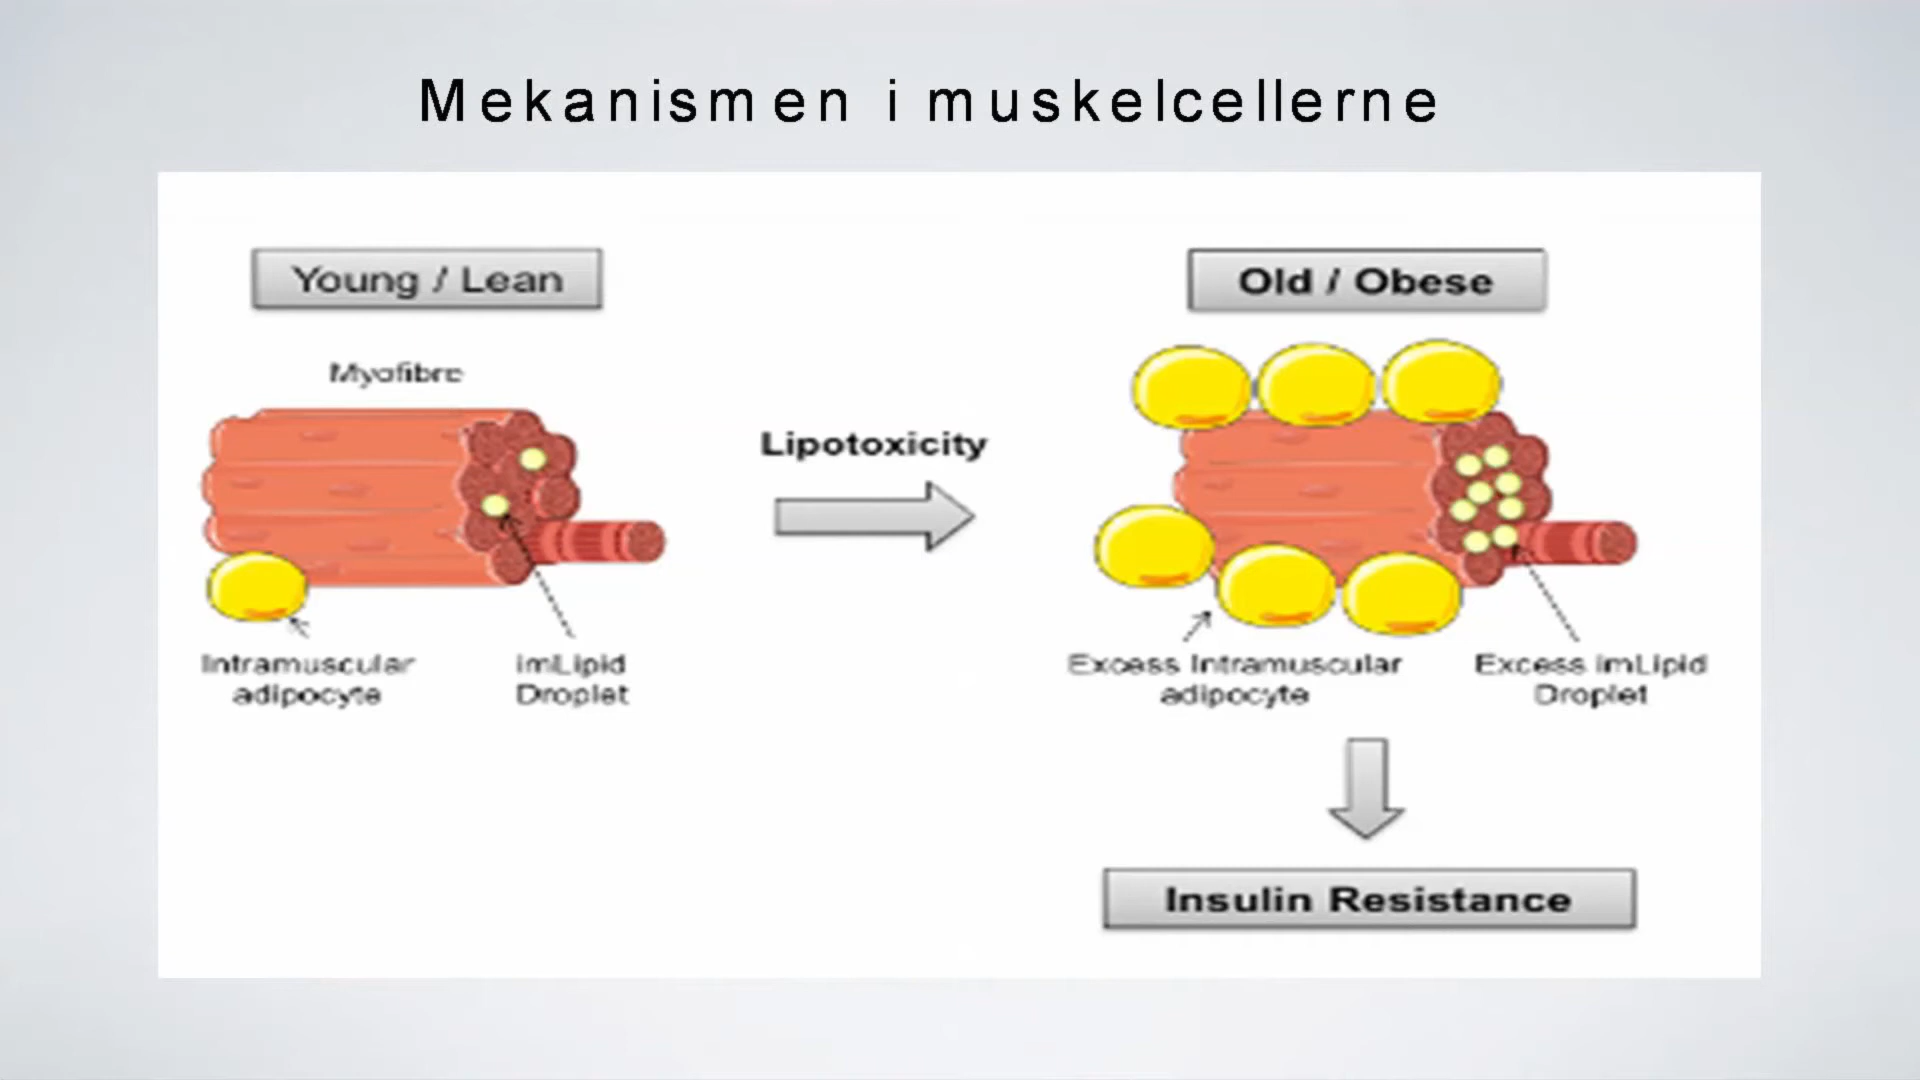 Mekanismen i muskelcellerne
Young / Lean
Old / Obese
Myofibre
Lipotoxicity
Intramuscular
adipocyte
imLipid
Droplet
Excess Intramuscular
adipocyte
Excess imLipid
Droplet
Insulin Resistance